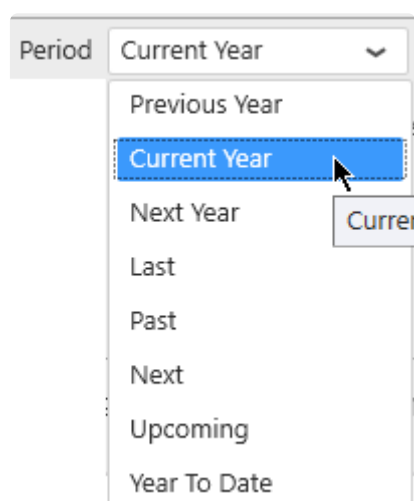 Period Current Year
Previous Year
Current Year
Next Year
Last
Past
Next
Upcoming
Year To Date